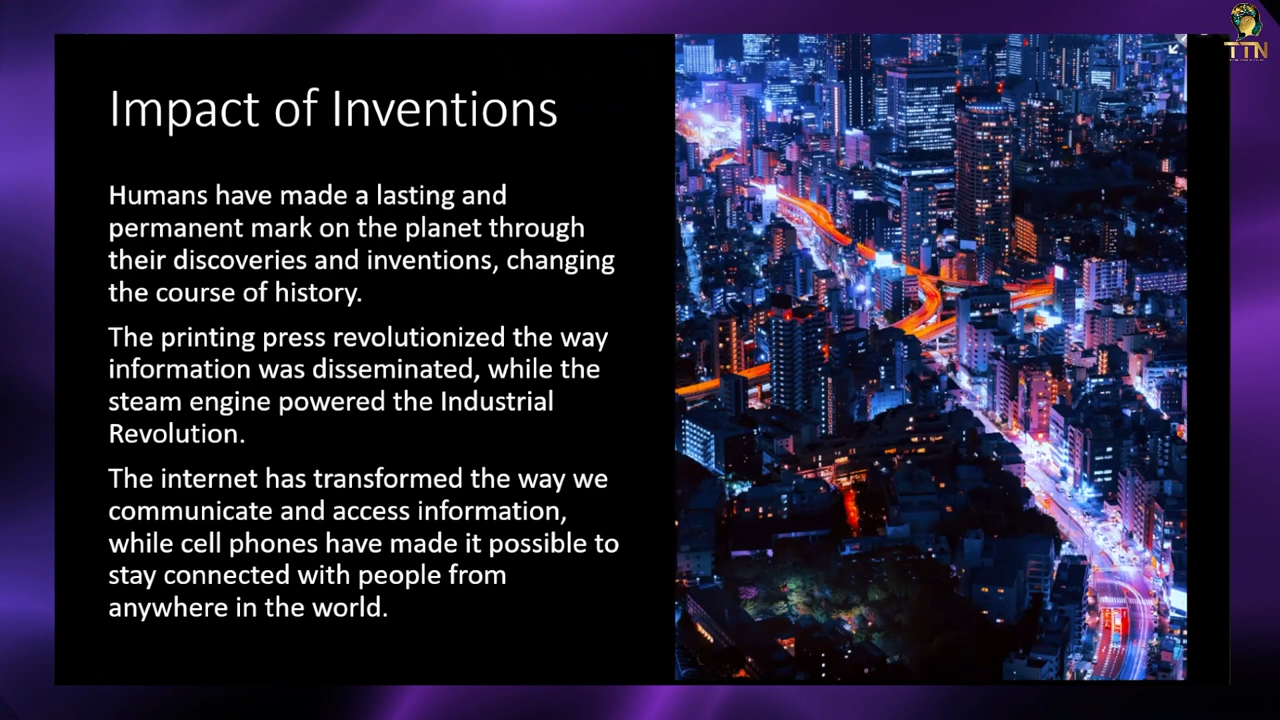 TTN
Impact of Inventions
Humans have made a lasting and
permanent mark on the planet through
their discoveries and inventions, changing
the course of history.
The printing press revolutionized the way
information was disseminated, while the
steam engine powered the Industrial
Revolution.
The internet has transformed the way we
communicate and access information,
while cell phones have made it possible to
stay connected with people from
anywhere in the world.